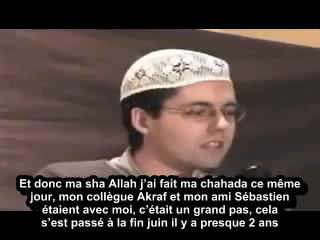 Et donc ma sha Allah j'ai fait ma chahada ce même
jour, mon collègue Akraf et mon ami Sébastien
étaient avec moi, c'était un grand pas, cela
s'est passé à la fin juin il y a presque 2 ans